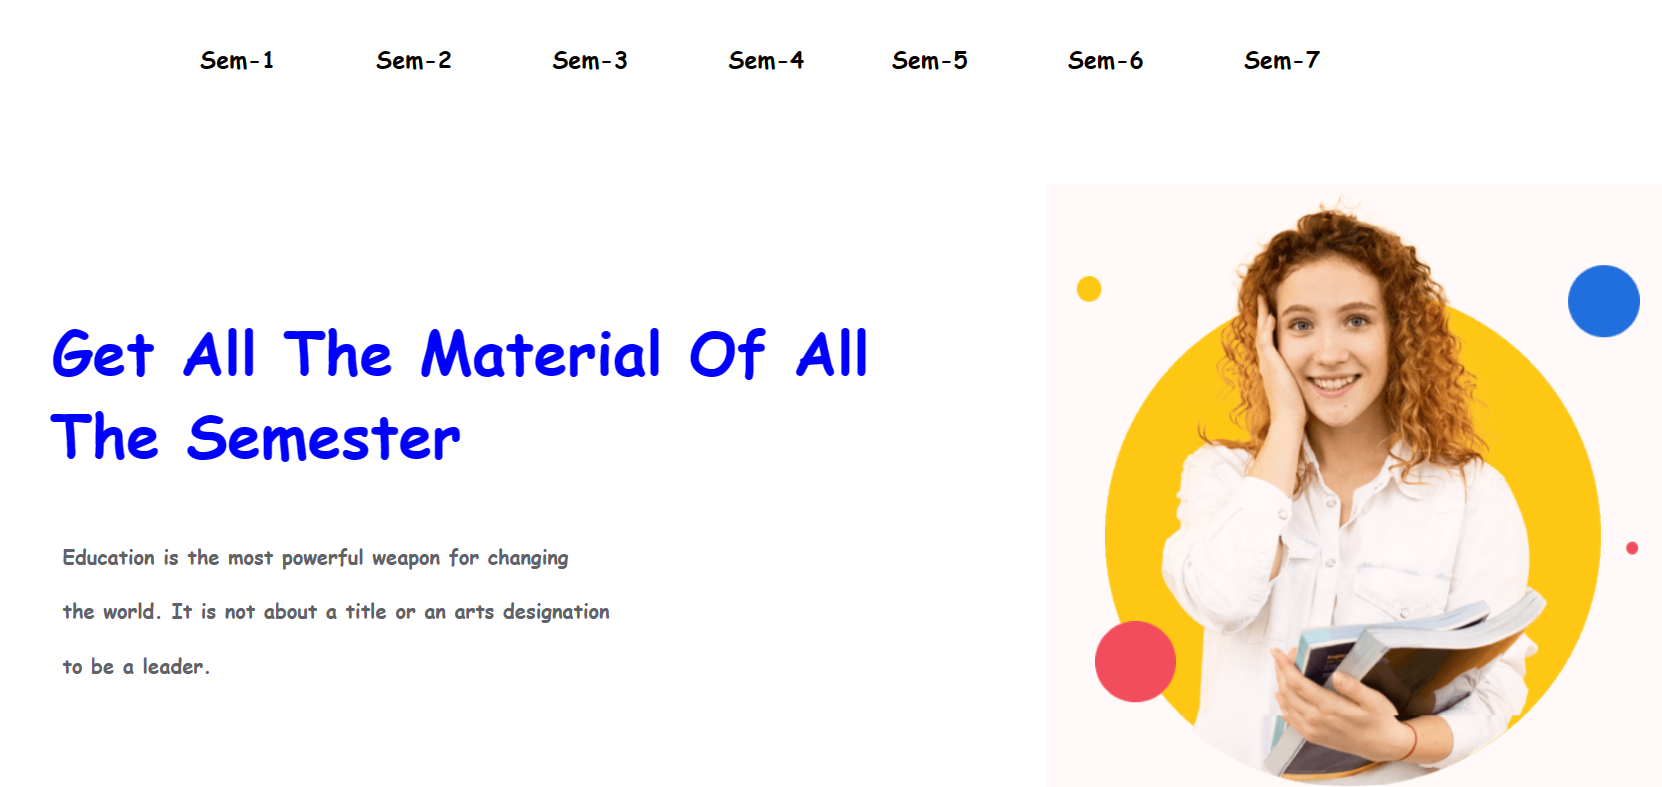 Sem-1 Sem-2 Sem-3 Sem-4 Sem-5 Sem-6 Sem-7
Get All The Material Of All
The Semester
Education is the most powerful weapon for changing
the world. It is not about a title or an arts designation
to be a leader.